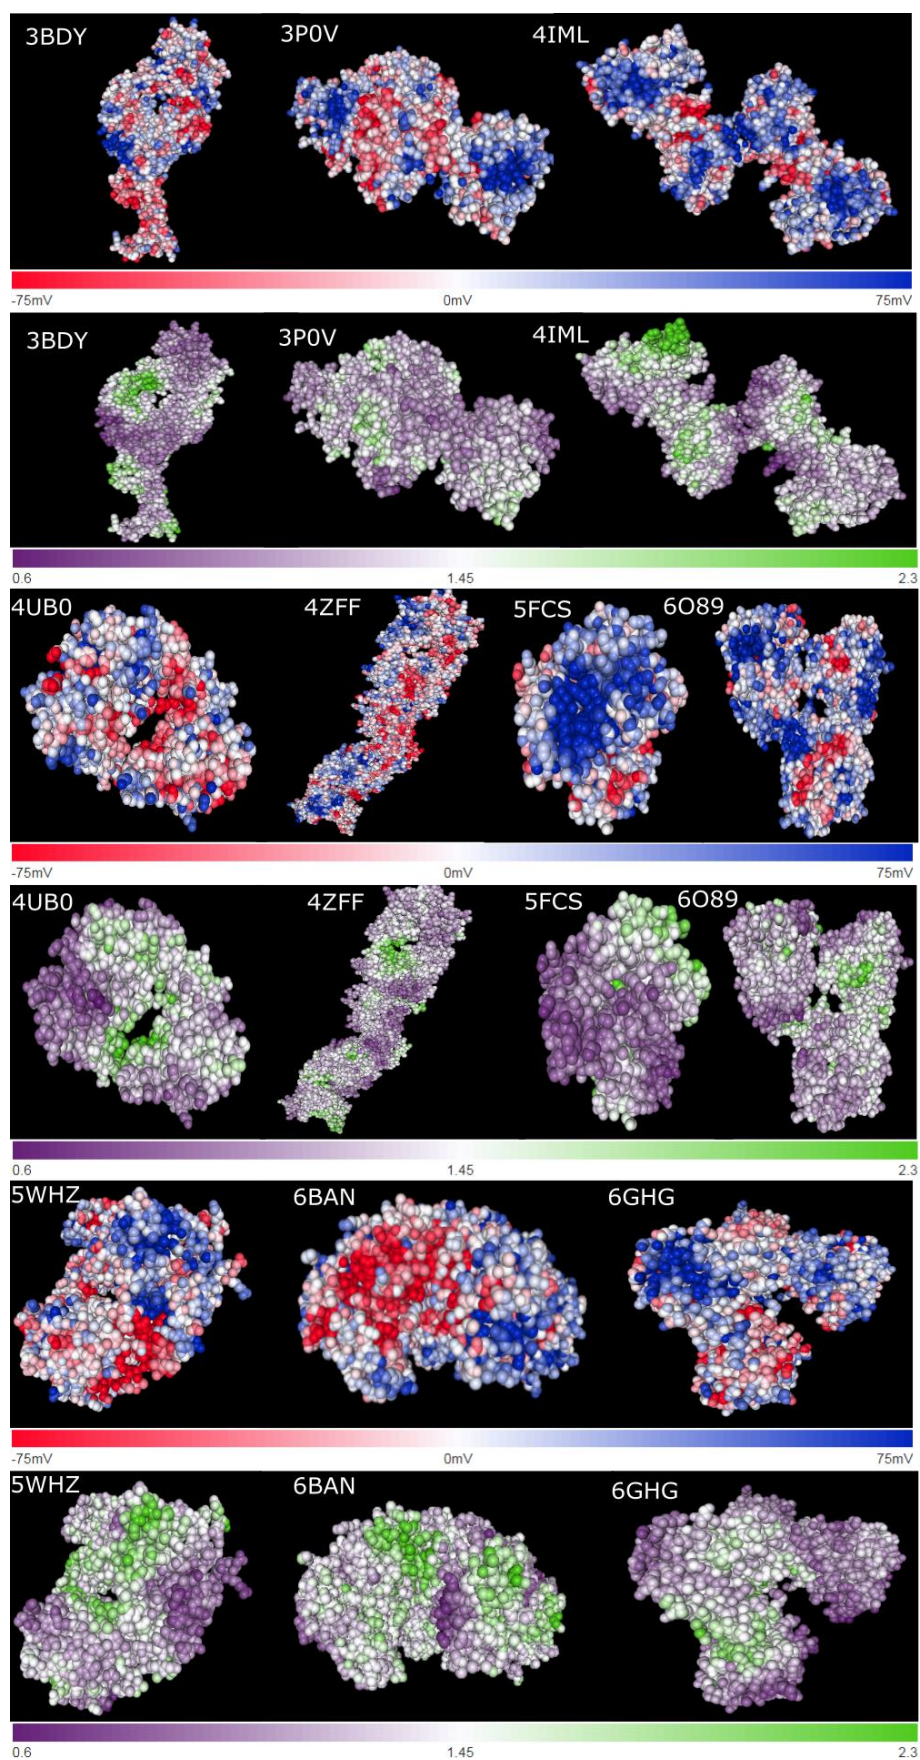 3BDY 3P0V 4IML
-75mV 0mV 75mV
3BDY 3P0V 4IML
0.6 1.45 2.3
4UB0 4ZFF 5FCS 6O89
-75mV 0mV 75mV
4UB0 4ZFF 5FCS 6O89
0.6 1.45 2.3
5WHZ 6BAN 6GHG
-75mV 0mV 75mV
5WHZ 6BAN 6GHG
0.6 1.45 2.3